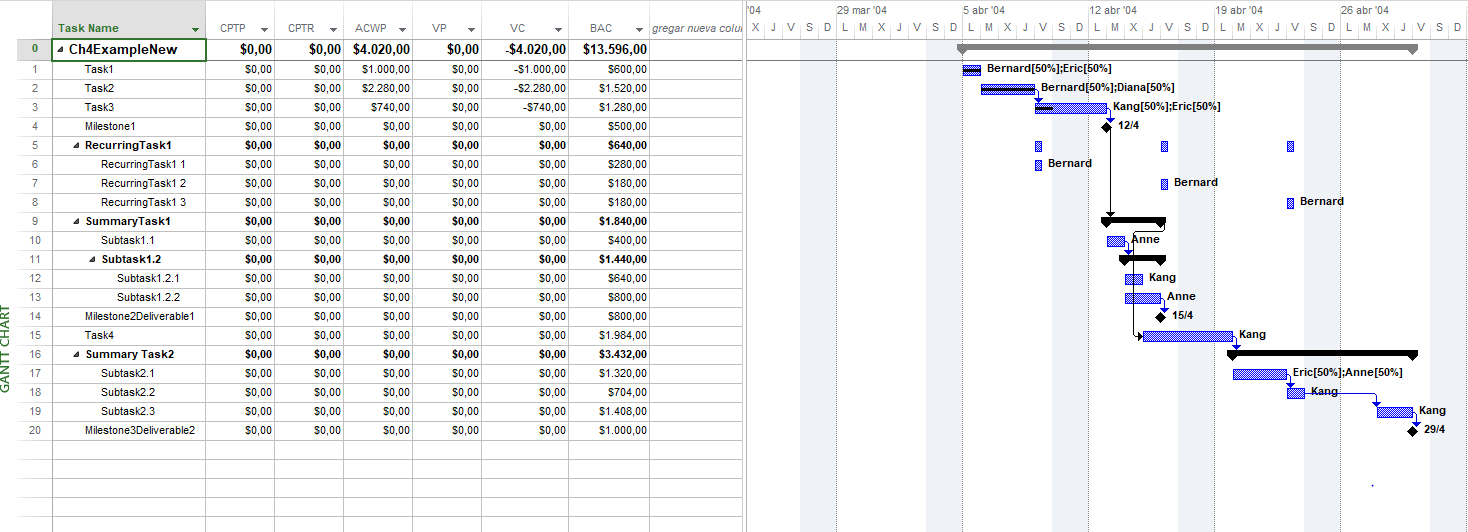 Task Name CPTP CPTR ACWP VP VC BAC gregar nueva colu
'04 29 mar '04 5 abr '04 12 abr '04 19 abr '04 26 abr '04
X J V S D L M X J V S D L M X J V S D L M X J V S D L M X J V S D L M X J V S D
0 Ch4ExampleNew $0,00 $0,00 $4.020,00 $0,00 -$4.020,00 $13.596,00
1 Task1 $0,00 $0,00 $1.000,00 $0,00 -$1.000,00 $600,00 Bernard[50%];Eric[50%]
2 Task2 $0,00 $0,00 $2.280,00 $0,00 -$2.280,00 $1.520,00 Bernard[50%];Diana[50%]
3 Task3 $0,00 $0,00 $740,00 $0,00 -$740,00 $1.280,00 Kang[50%];Eric[50%]
4 Milestone1 $0,00 $0,00 $0,00 $0,00 $0,00 $500,00 12/4
5 RecurringTask1 $0,00 $0,00 $0,00 $0,00 $0,00 $640,00
6 RecurringTask1 1 $0,00 $0,00 $0,00 $0,00 $0,00 $280,00 Bernard
7 RecurringTask1 2 $0,00 $0,00 $0,00 $0,00 $0,00 $180,00 Bernard
8 RecurringTask1 3 $0,00 $0,00 $0,00 $0,00 $0,00 $180,00 Bernard
9 SummaryTask1 $0,00 $0,00 $0,00 $0,00 $0,00 $1.840,00
10 Subtask1.1 $0,00 $0,00 $0,00 $0,00 $0,00 $400,00 Anne
11 Subtask1.2 $0,00 $0,00 $0,00 $0,00 $0,00 $1.440,00
12 Subtask1.2.1 $0,00 $0,00 $0,00 $0,00 $0,00 $640,00 Kang
13 Subtask1.2.2 $0,00 $0,00 $0,00 $0,00 $0,00 $800,00 Anne
14 Milestone2Deliverable1 $0,00 $0,00 $0,00 $0,00 $0,00 $800,00 15/4
15 Task4 $0,00 $0,00 $0,00 $0,00 $0,00 $1.984,00 Kang
16 Summary Task2 $0,00 $0,00 $0,00 $0,00 $0,00 $3.432,00
17 Subtask2.1 $0,00 $0,00 $0,00 $0,00 $0,00 $1.320,00 Eric[50%];Anne[50%]
18 Subtask2.2 $0,00 $0,00 $0,00 $0,00 $0,00 $704,00 Kang
19 Subtask2.3 $0,00 $0,00 $0,00 $0,00 $0,00 $1.408,00 Kang
20 Milestone3Deliverable2 $0,00 $0,00 $0,00 $0,00 $0,00 $1.000,00 29/4
GANTT CHART